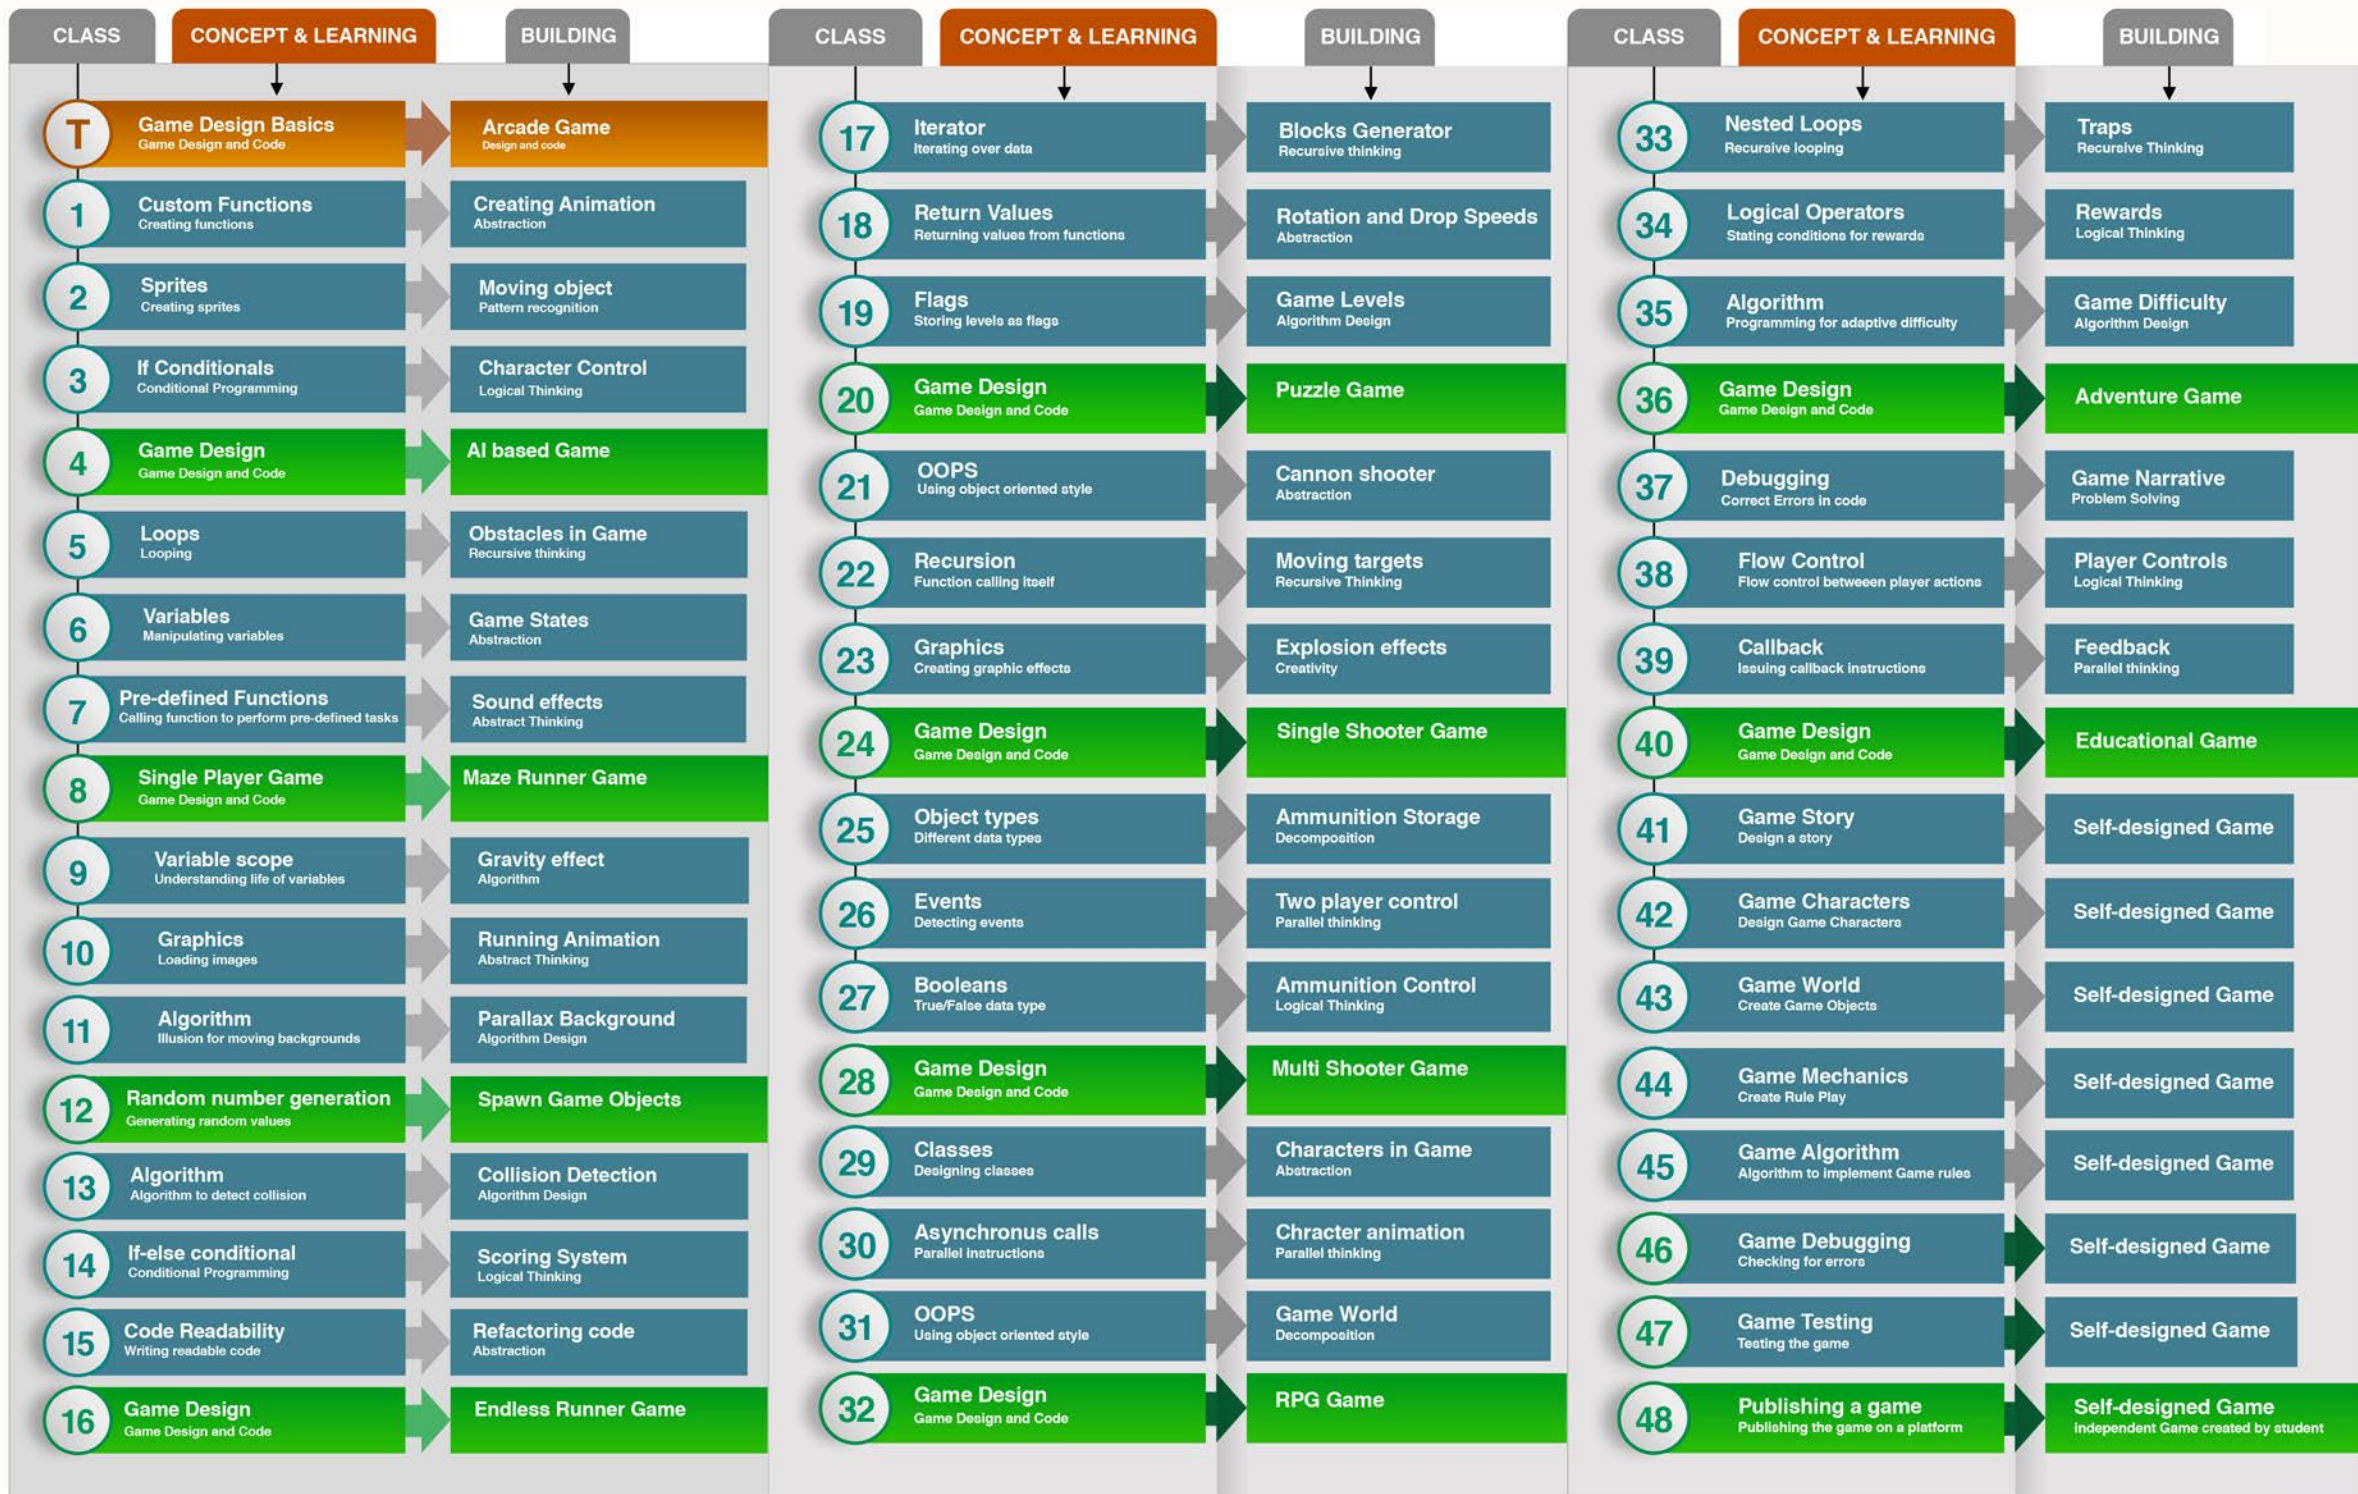 CLASS
CONCEPT & LEARNING
BUILDING
T
Game Design Basics
Game Design and Code
Arcade Game
Design and code
1
Custom Functions
Creating functions
Creating Animation
Abstraction
2
Sprites
Creating sprites
Moving object
Pattern recognition
3
If Conditionals
Conditional Programming
Character Control
Logical Thinking
4
Game Design
Game Design and Code
AI based Game
5
Loops
Looping
Obstacles in Game
Recursive thinking
6
Variables
Manipulating variables
Game States
Abstraction
7
Pre-defined Functions
Calling function to perform pre-defined tasks
Sound effects
Abstract Thinking
8
Single Player Game
Game Design and Code
Maze Runner Game
9
Variable scope
Understanding life of variables
Gravity effect
Algorithm
10
Graphics
Loading images
Running Animation
Abstract Thinking
11
Algorithm
Illusion for moving backgrounds
Parallax Background
Algorithm Design
12
Random number generation
Generating random values
Spawn Game Objects
13
Algorithm
Algorithm to detect collision
Collision Detection
Algorithm Design
14
If-else conditional
Conditional Programming
Scoring System
Logical Thinking
15
Code Readability
Writing readable code
Refactoring code
Abstraction
16
Game Design
Game Design and Code
Endless Runner Game
CLASS
CONCEPT & LEARNING
BUILDING
17
Iterator
Iterating over data
Blocks Generator
Recursive thinking
18
Return Values
Returning values from functions
Rotation and Drop Speeds
Abstraction
19
Flags
Storing levels as flags
Game Levels
Algorithm Design
20
Game Design
Game Design and Code
Puzzle Game
21
OOPS
Using object oriented style
Cannon shooter
Abstraction
22
Recursion
Function calling itself
Moving targets
Recursive Thinking
23
Graphics
Creating graphic effects
Explosion effects
Creativity
24
Game Design
Game Design and Code
Single Shooter Game
25
Object types
Different data types
Ammunition Storage
Decomposition
26
Events
Detecting events
Two player control
Parallel thinking
27
Booleans
True/False data type
Ammunition Control
Logical Thinking
28
Game Design
Game Design and Code
Multi Shooter Game
29
Classes
Designing classes
Characters in Game
Abstraction
30
Asynchronus calls
Parallel instructions
Chracter animation
Parallel thinking
31
OOPS
Using object oriented style
Game World
Decomposition
32
Game Design
Game Design and Code
RPG Game
CLASS
CONCEPT & LEARNING
BUILDING
33
Nested Loops
Recursive looping
Traps
Recursive Thinking
34
Logical Operators
Stating conditions for rewards
Rewards
Logical Thinking
35
Algorithm
Programming for adaptive difficulty
Game Difficulty
Algorithm Design
36
Game Design
Game Design and Code
Adventure Game
37
Debugging
Correct Errors in code
Game Narrative
Problem Solving
38
Flow Control
Flow control betweeen player actions
Player Controls
Logical Thinking
39
Callback
Issuing callback instructions
Feedback
Parallel thinking
40
Game Design
Game Design and Code
Educational Game
41
Game Story
Design a story
Self-designed Game
42
Game Characters
Design Game Characters
Self-designed Game
43
Game World
Create Game Objects
Self-designed Game
44
Game Mechanics
Create Rule Play
Self-designed Game
45
Game Algorithm
Algorithm to implement Game rules
Self-designed Game
46
Game Debugging
Checking for errors
Self-designed Game
47
Game Testing
Testing the game
Self-designed Game
48
Publishing a game
Publishing the game on a platform
Self-designed Game
independent Game created by student